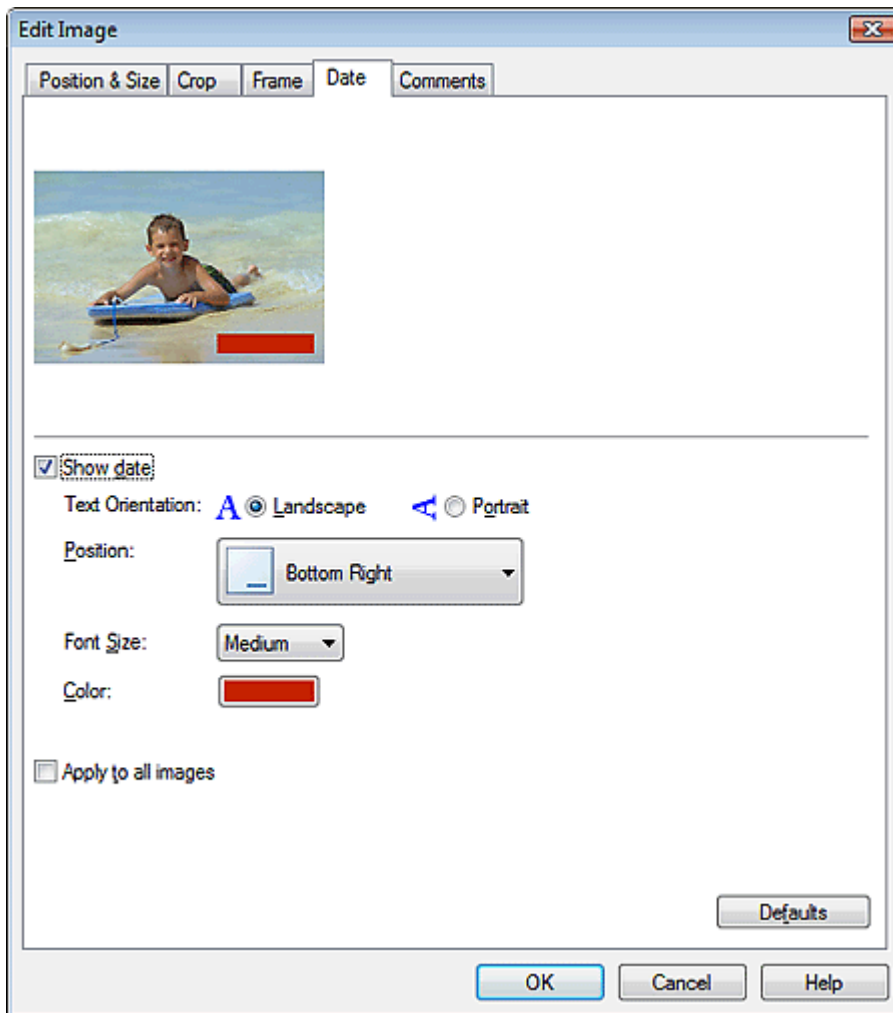 Edit Image
Position & Size Crop Frame Date Comments
Show date
Text Orientation: A Landscape A Portrait
Position: Bottom Right
Font Size: Medium
Color:
Apply to all images
Defaults
OK Cancel Help